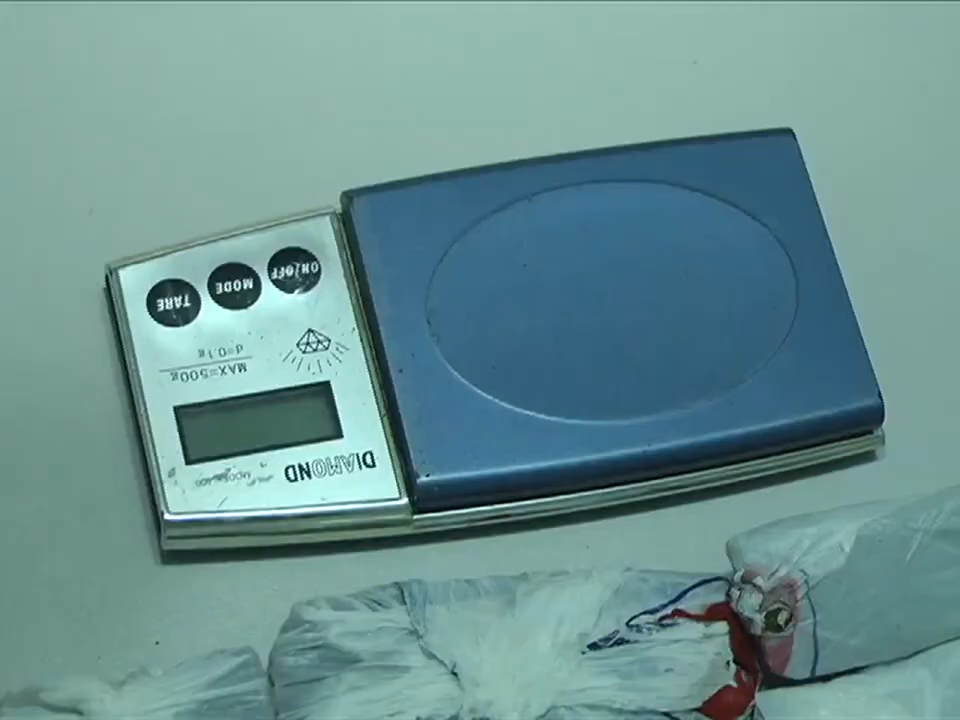 DIAMOND
MAX=500g
d=0.1g
ON/OFF
MODE
TARE